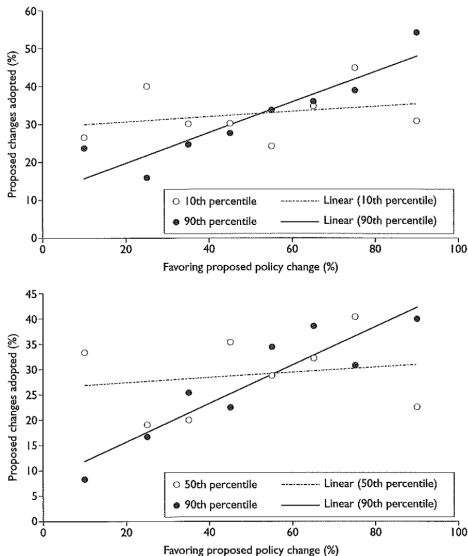 60
50
40
30
20
10
0
Proposed changes adopted (%)
10th percentile
Linear (10th percentile)
90th percentile
Linear (90th percentile)
0 20 40 60 80 100
Favoring proposed policy change (%)
45
40
35
30
25
20
15
10
5
0
Proposed changes adopted (%)
50th percentile
Linear (50th percentile)
90th percentile
Linear (90th percentile)
0 20 40 60 80 100
Favoring proposed policy change (%)